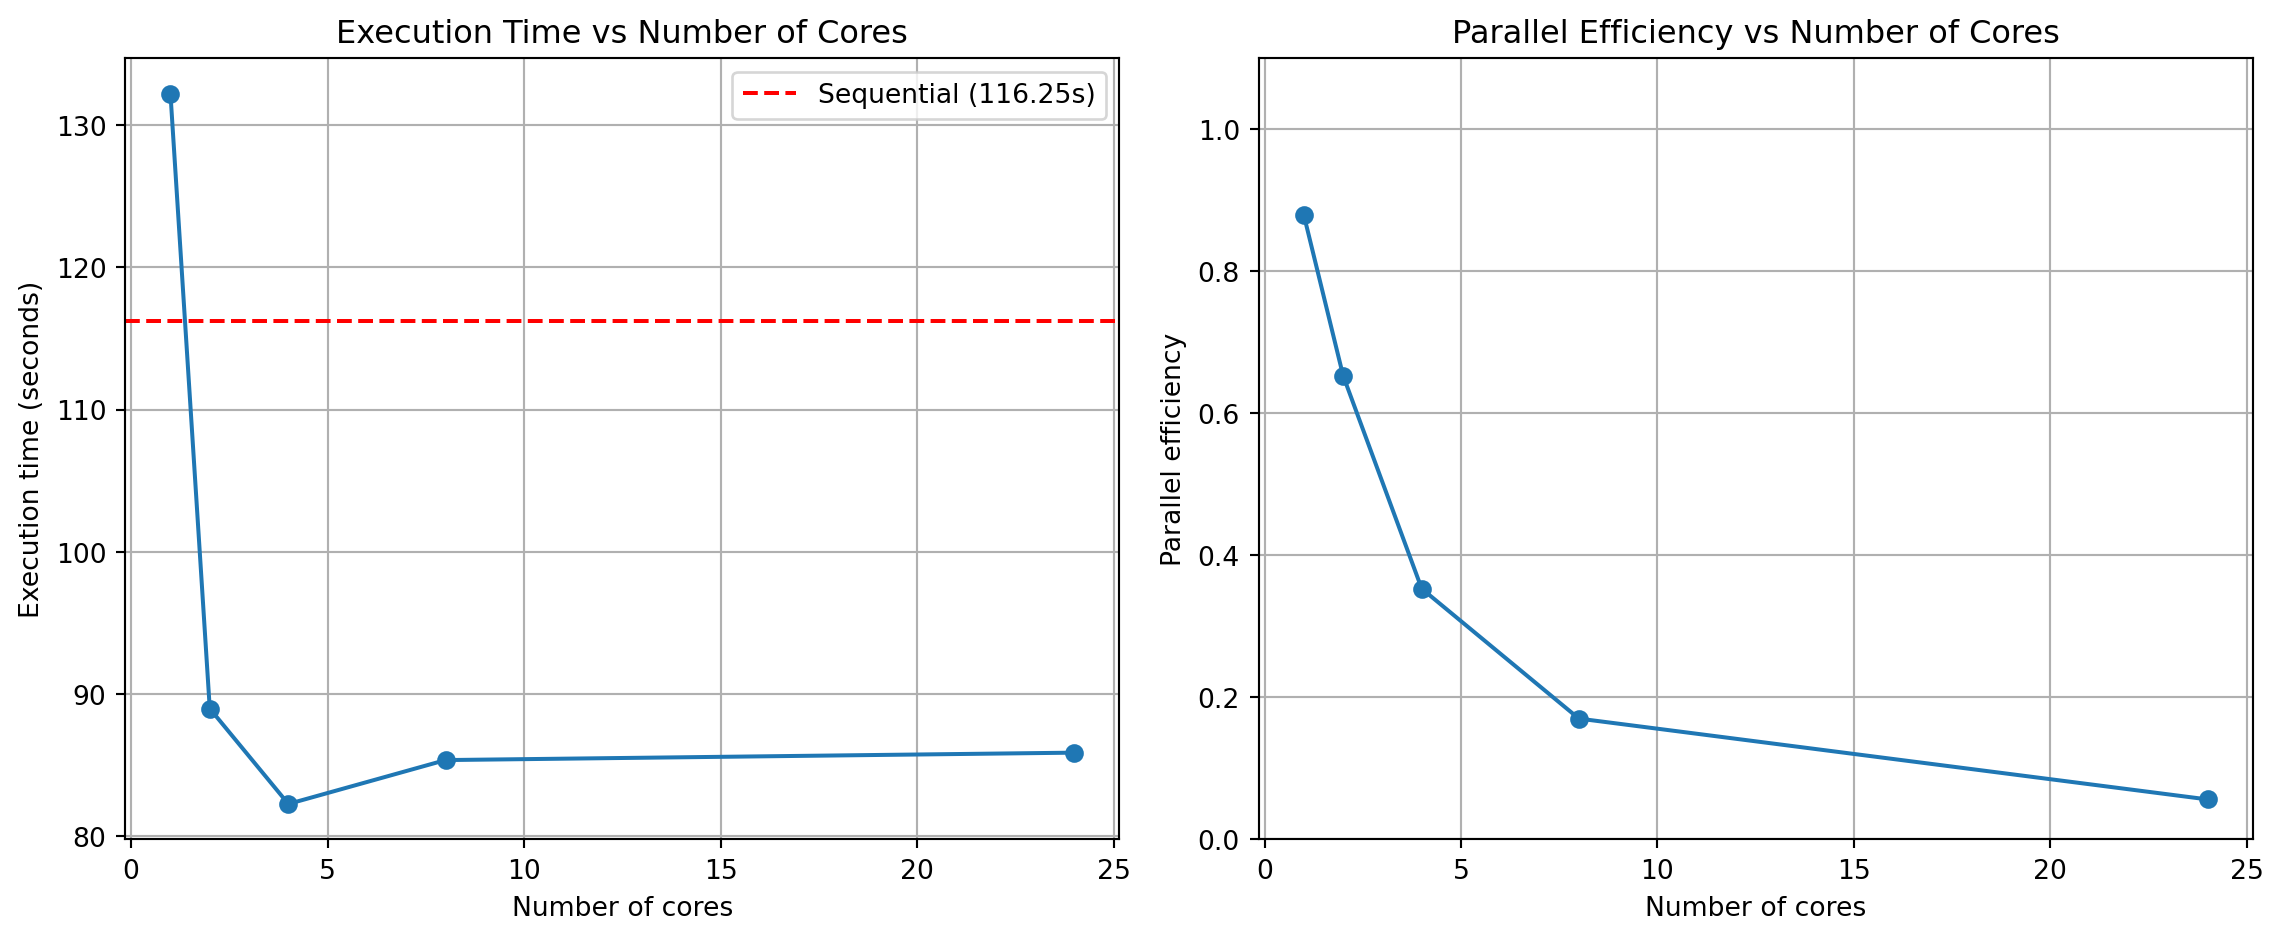 Execution Time vs Number of Cores
Sequential (116.25s)
130
120
110
100
90
80
Execution time (seconds)
0 5 10 15 20 25
Number of cores
Parallel Efficiency vs Number of Cores
1.0
0.8
0.6
0.4
0.2
0.0
Parallel efficiency
0 5 10 15 20 25
Number of cores